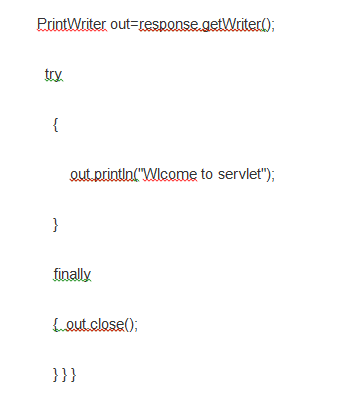 PrintWriter out=response.getWriter();
try
{
out.println("Wlcome to servlet");
}
finally
{ out.close();
} } }